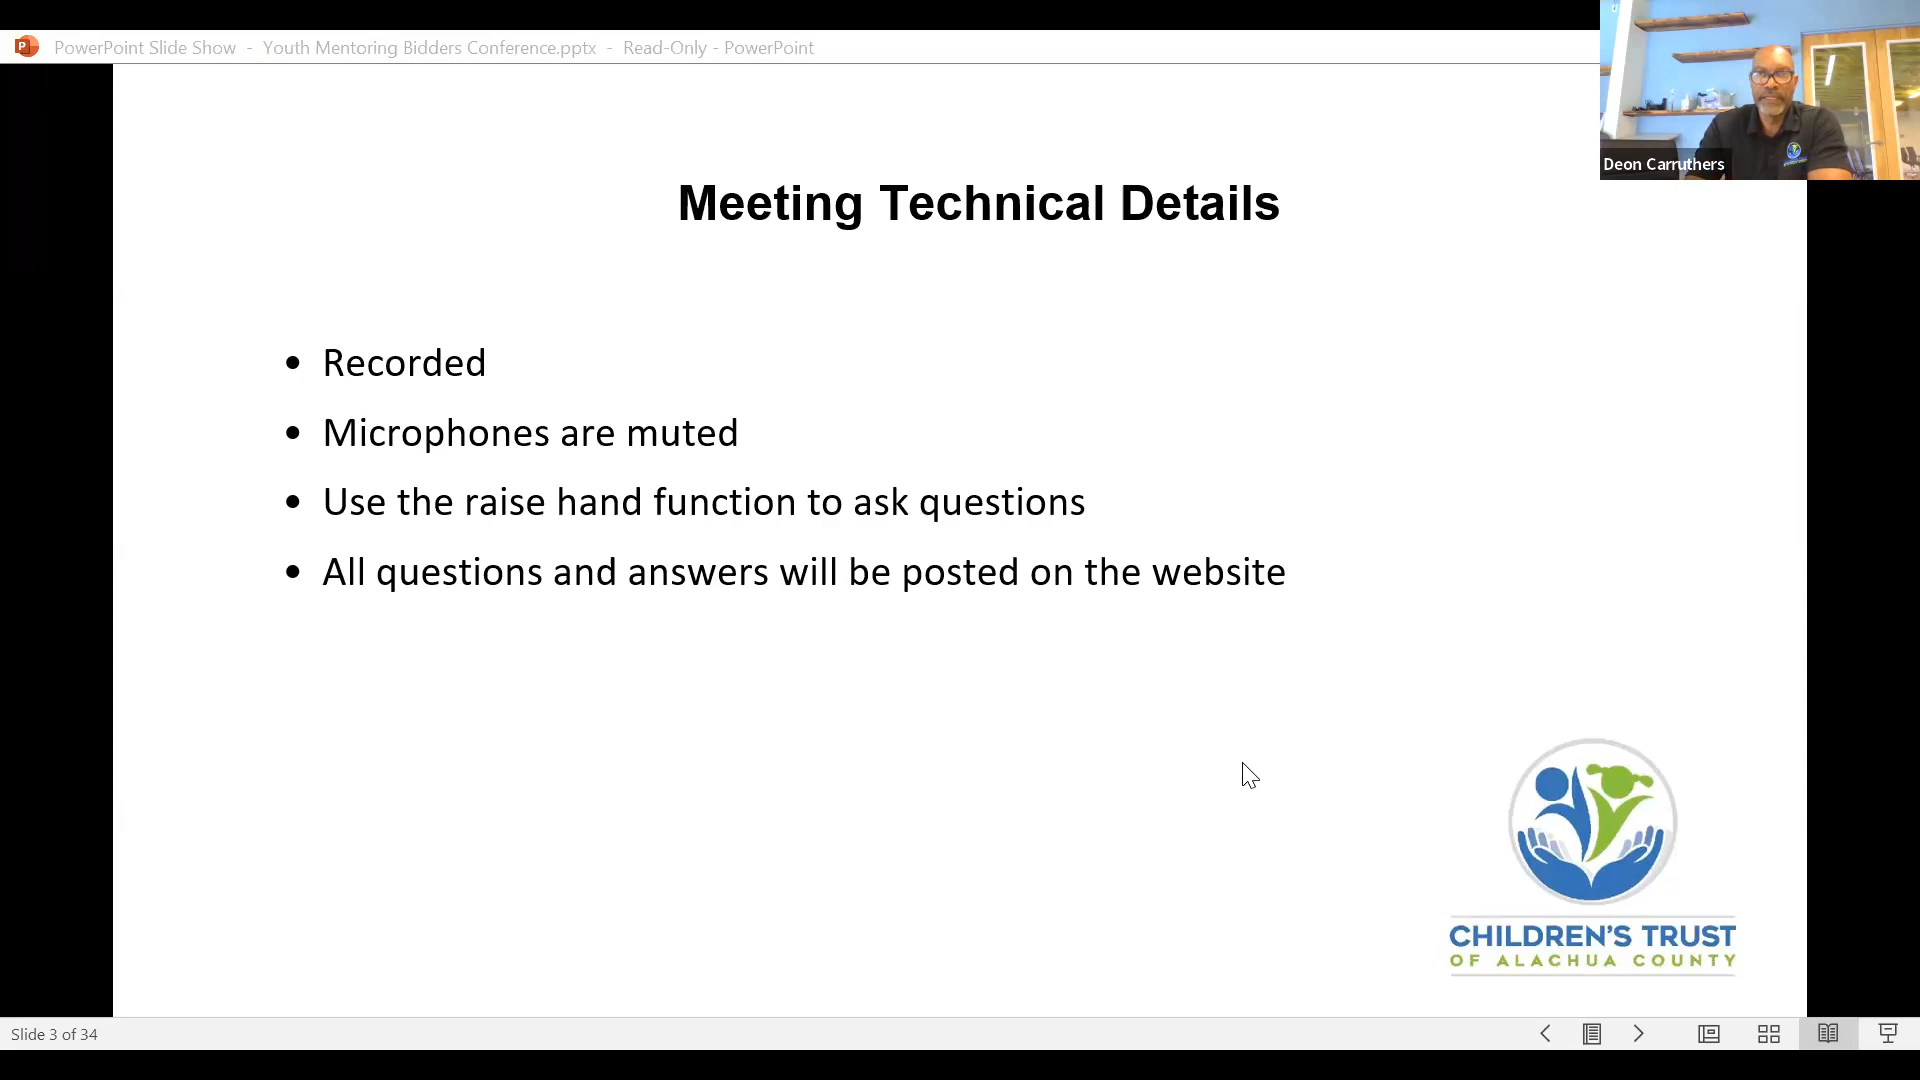 PowerPoint Slide Show - Youth Mentoring Bidders Conference.pptx - Read-Only - PowerPoint
Deon Carruthers
Meeting Technical Details
• Recorded
• Microphones are muted
• Use the raise hand function to ask questions
• All questions and answers will be posted on the website
CHILDREN'S TRUST
OF ALACHUA COUNTY
Slide 3 of 34